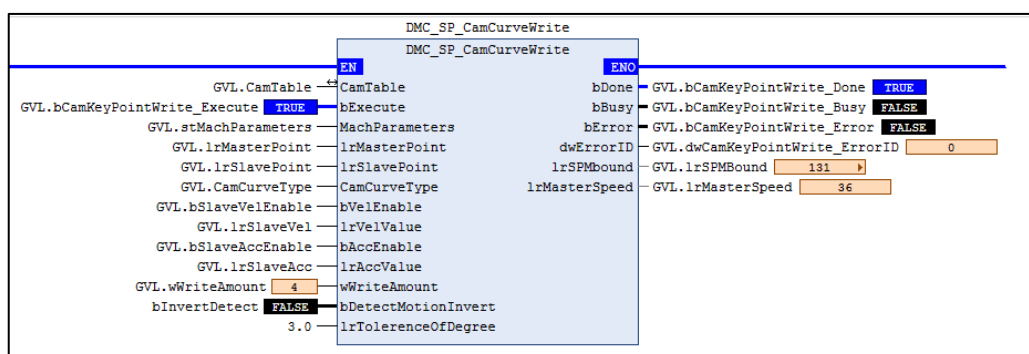 DMC_SP_CamCurveWrite
DMC_SP_CamCurveWrite
EN ENO
GVL.CamTable CamTable bDone GVL.bCamKeyPointWrite_Done TRUE
GVL.bCamKeyPointWrite_Execute TRUE bExecute bBusy GVL.bCamKeyPointWrite_Busy FALSE
GVL.stMachParameters MachParameters bError GVL.bCamKeyPointWrite_Error FALSE
GVL.lrMasterPoint lrMasterPoint dwErrorID GVL.dwCamKeyPointWrite_ErrorID 0
GVL.lrSlavePoint lrSlavePoint lrSPMbound GVL.lrSPMBound 131
GVL.CamCurveType CamCurveType lrMasterSpeed GVL.lrMasterSpeed 36
GVL.bSlaveVelEnable bVelEnable
GVL.lrSlaveVel lrVelValue
GVL.bSlaveAccEnable bAccEnable
GVL.lrSlaveAcc lrAccValue
GVL.wWriteAmount 4 wWriteAmount
bInvertDetect FALSE bDetectMotionInvert
3.0 lrTolerenceOfDegree